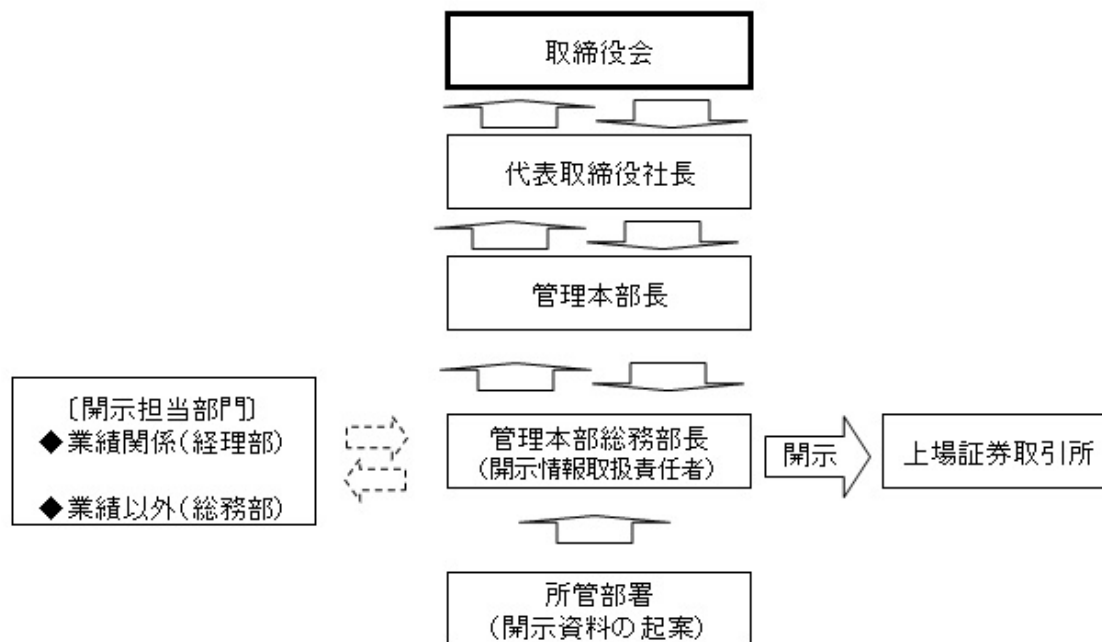 取締役会
代表取締役社長
管理本部長
〔開示担当部門〕
◆業績関係(経理部)
◆業績以外(総務部)
管理本部総務部長
(開示情報取扱責任者)
開示
上場証券取引所
所管部署
(開示資料の起案)